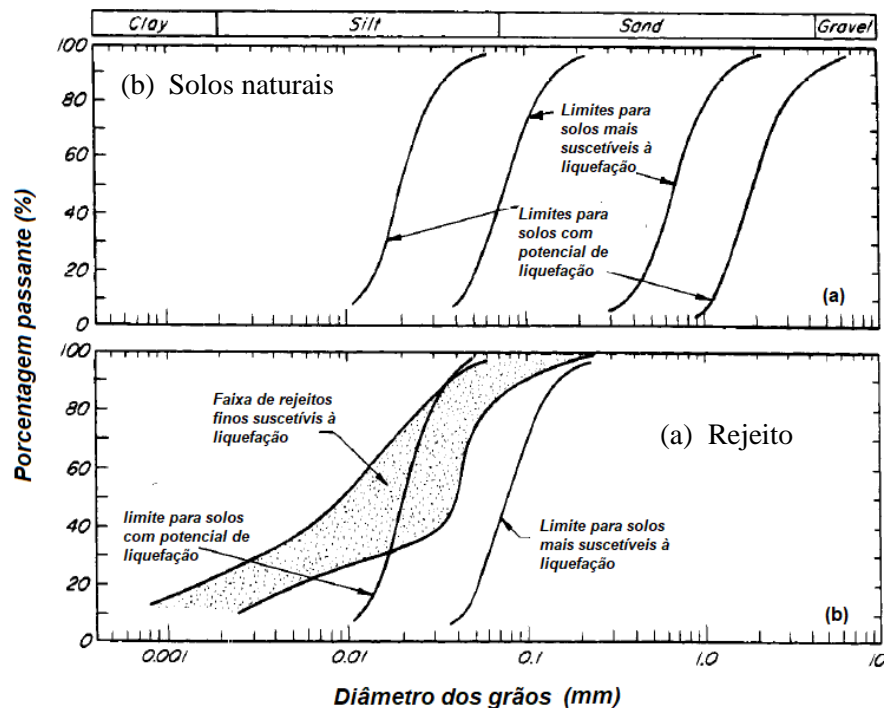 Clay Silt Sand Gravel
100
80
60
40
20
0
(b) Solos naturais
Limites para
solos mais
suscetíveis à
liquefação
Limites para
solos com
potencial de
liquefação
(a)
Porcentagem passante (%)
100
80
60
40
20
0
Faixa de rejeitos
finos suscetívis à
liquefação
(a) Rejeito
limite para solos
com potencial de
liquefação
Limite para solos
mais suscetíveis à
liquefação
(b)
0.001 0.01 0.1 1.0 10
Diâmetro dos grãos (mm)